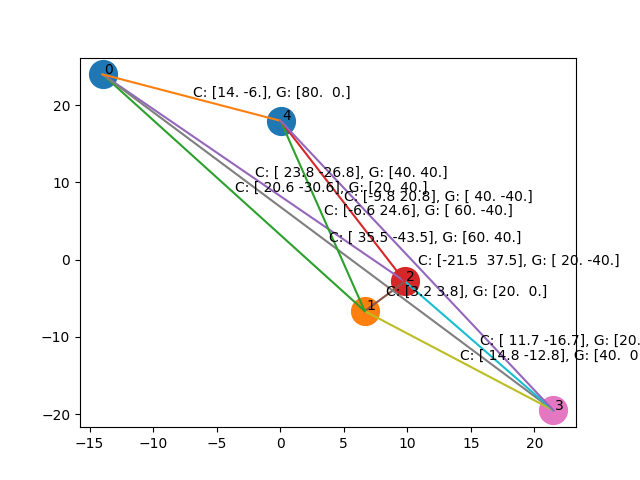 0
C: [14. -6.], G: [80. 0.]
4
C: [ 23.8 -26.8], G: [40. 40.]
C: [ 20.6 -30.6], G: [20. 40.]
C: [-9.8 20.8], G: [ 40. -40.]
C: [-6.6 24.6], G: [ 60. -40.]
C: [ 35.5 -43.5], G: [60. 40.]
C: [-21.5 37.5], G: [ 20. -40.]
2
C: [3.2 3.8], G: [20. 0.]
1
C: [ 11.7 -16.7], G: [20.
C: [ 14.8 -12.8], G: [40. 0
3
20
10
0
−10
−20
−15 −10 −5 0 5 10 15 20